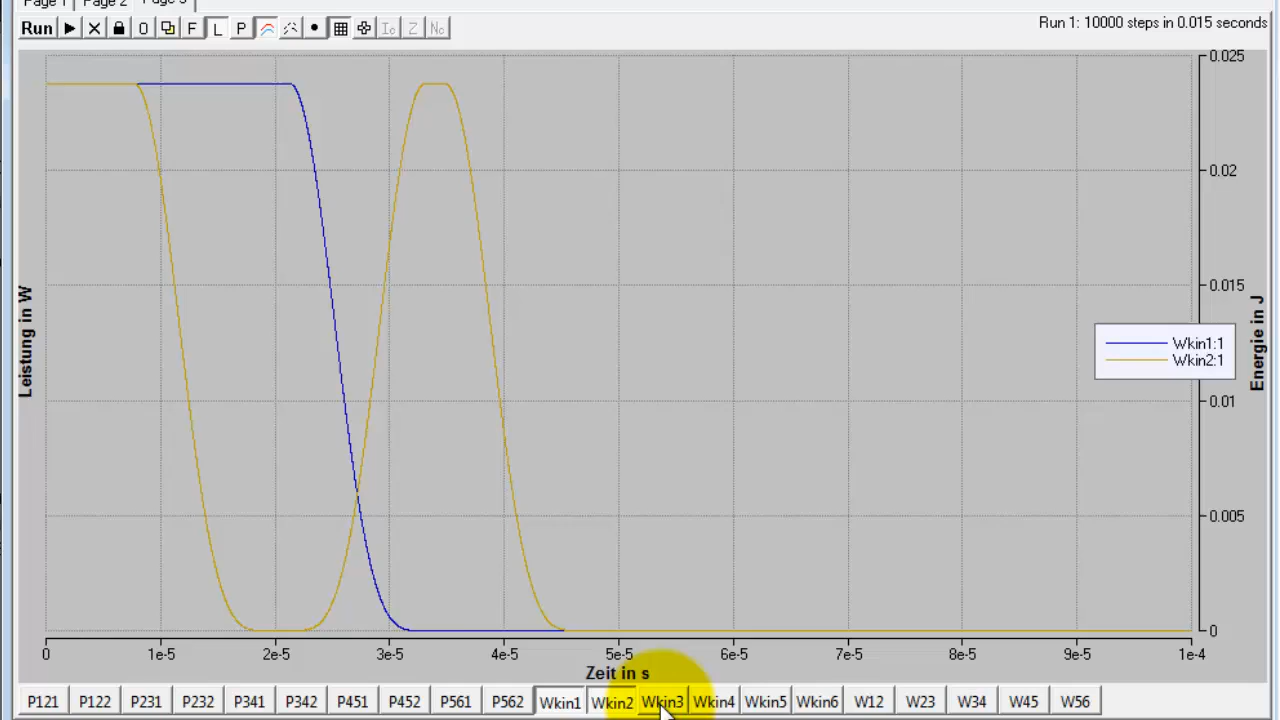 Page 1 Page 2 Page 3
Run 0 F L P Ic Z Nc
Run 1: 10000 steps in 0.015 seconds
0.025
0.02
0.015
0.01
0.005
0
Leistung in W
Energie in J
Wkin1:1
Wkin2:1
0 1e-5 2e-5 3e-5 4e-5 5e-5 6e-5 7e-5 8e-5 9e-5 1e-4
Zeit in s
P121 P122 P231 P232 P341 P342 P451 P452 P561 P562 Wkin1 Wkin2 Wkin3 Wkin4 Wkin5 Wkin6 W12 W23 W34 W45 W56